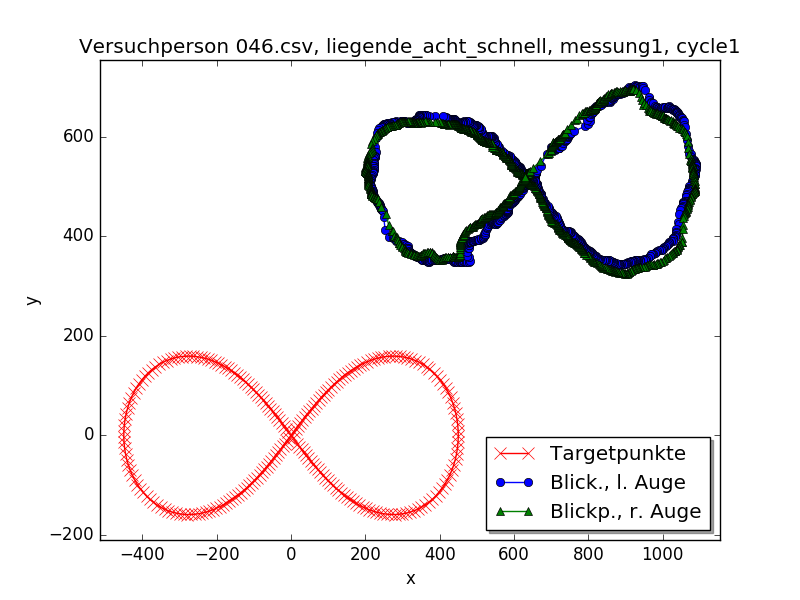 Versuchperson 046.csv, liegende_acht_schnell, messung1, cycle1
y
600
400
200
0
−200
−400
−200
0
200
400
600
800
1000
x
Targetpunkte
Blick., l. Auge
Blickp., r. Auge